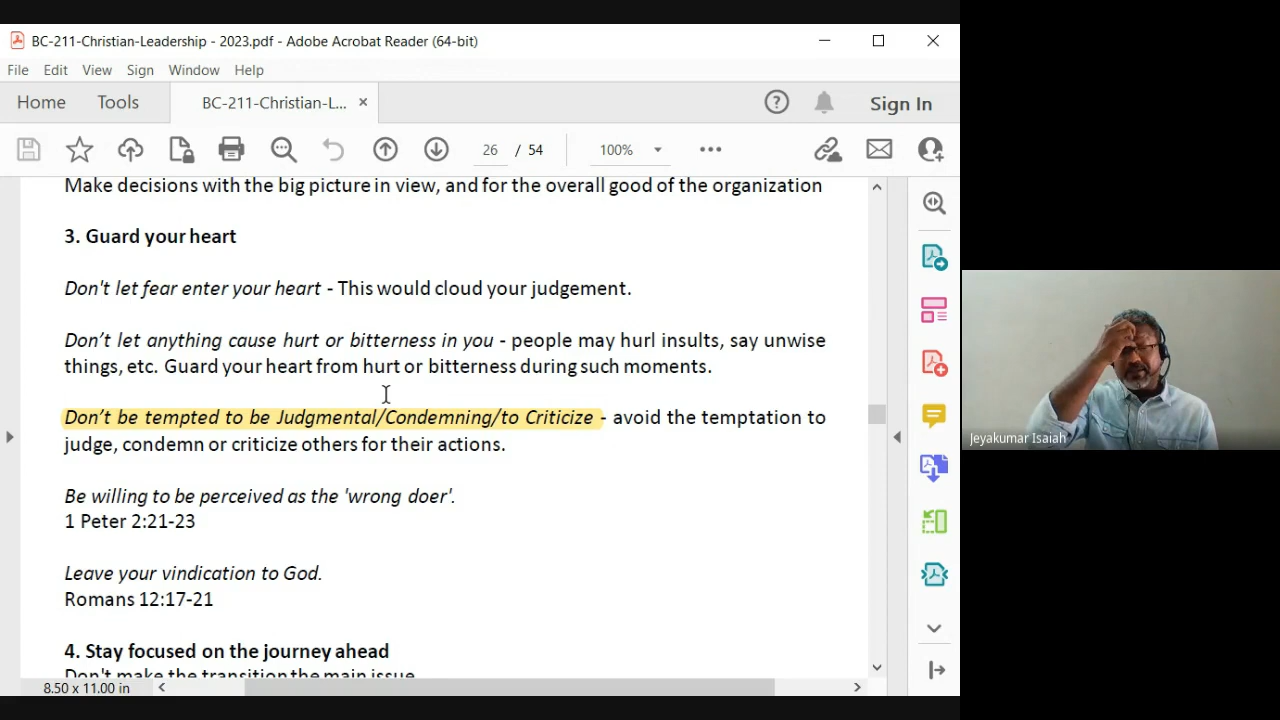 BC-211-Christian-Leadership - 2023.pdf - Adobe Acrobat Reader (64-bit)
File Edit View Sign Window Help
Home Tools BC-211-Christian-L... × Sign In
26 / 54 100%
Make decisions with the big picture in view, and for the overall good of the organization
3. Guard your heart
Don't let fear enter your heart - This would cloud your judgement.
Don’t let anything cause hurt or bitterness in you - people may hurl insults, say unwise
things, etc. Guard your heart from hurt or bitterness during such moments.
Don’t be tempted to be Judgmental/Condemning/to Criticize - avoid the temptation to
judge, condemn or criticize others for their actions.
Be willing to be perceived as the 'wrong doer'.
1 Peter 2:21-23
Leave your vindication to God.
Romans 12:17-21
4. Stay focused on the journey ahead
Don't make the transition the main issue
8.50 x 11.00 in
Jeyakumar Isaiah